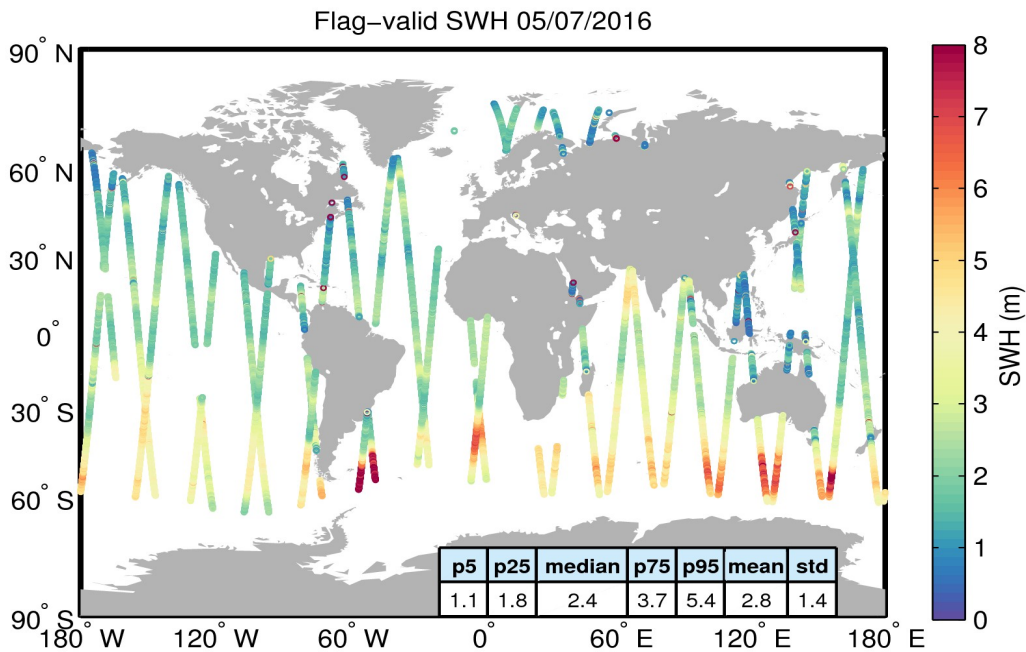 Flag−valid SWH 05/07/2016
90° N
60° N
30° N
0°
30° S
60° S
90° S
180° W
120° W
60° W
0°
60° E
120° E
180° E
p5 p25 median p75 p95 mean std
1.1 1.8 2.4 3.7 5.4 2.8 1.4
8
7
6
5
4
3
2
1
0
SWH (m)